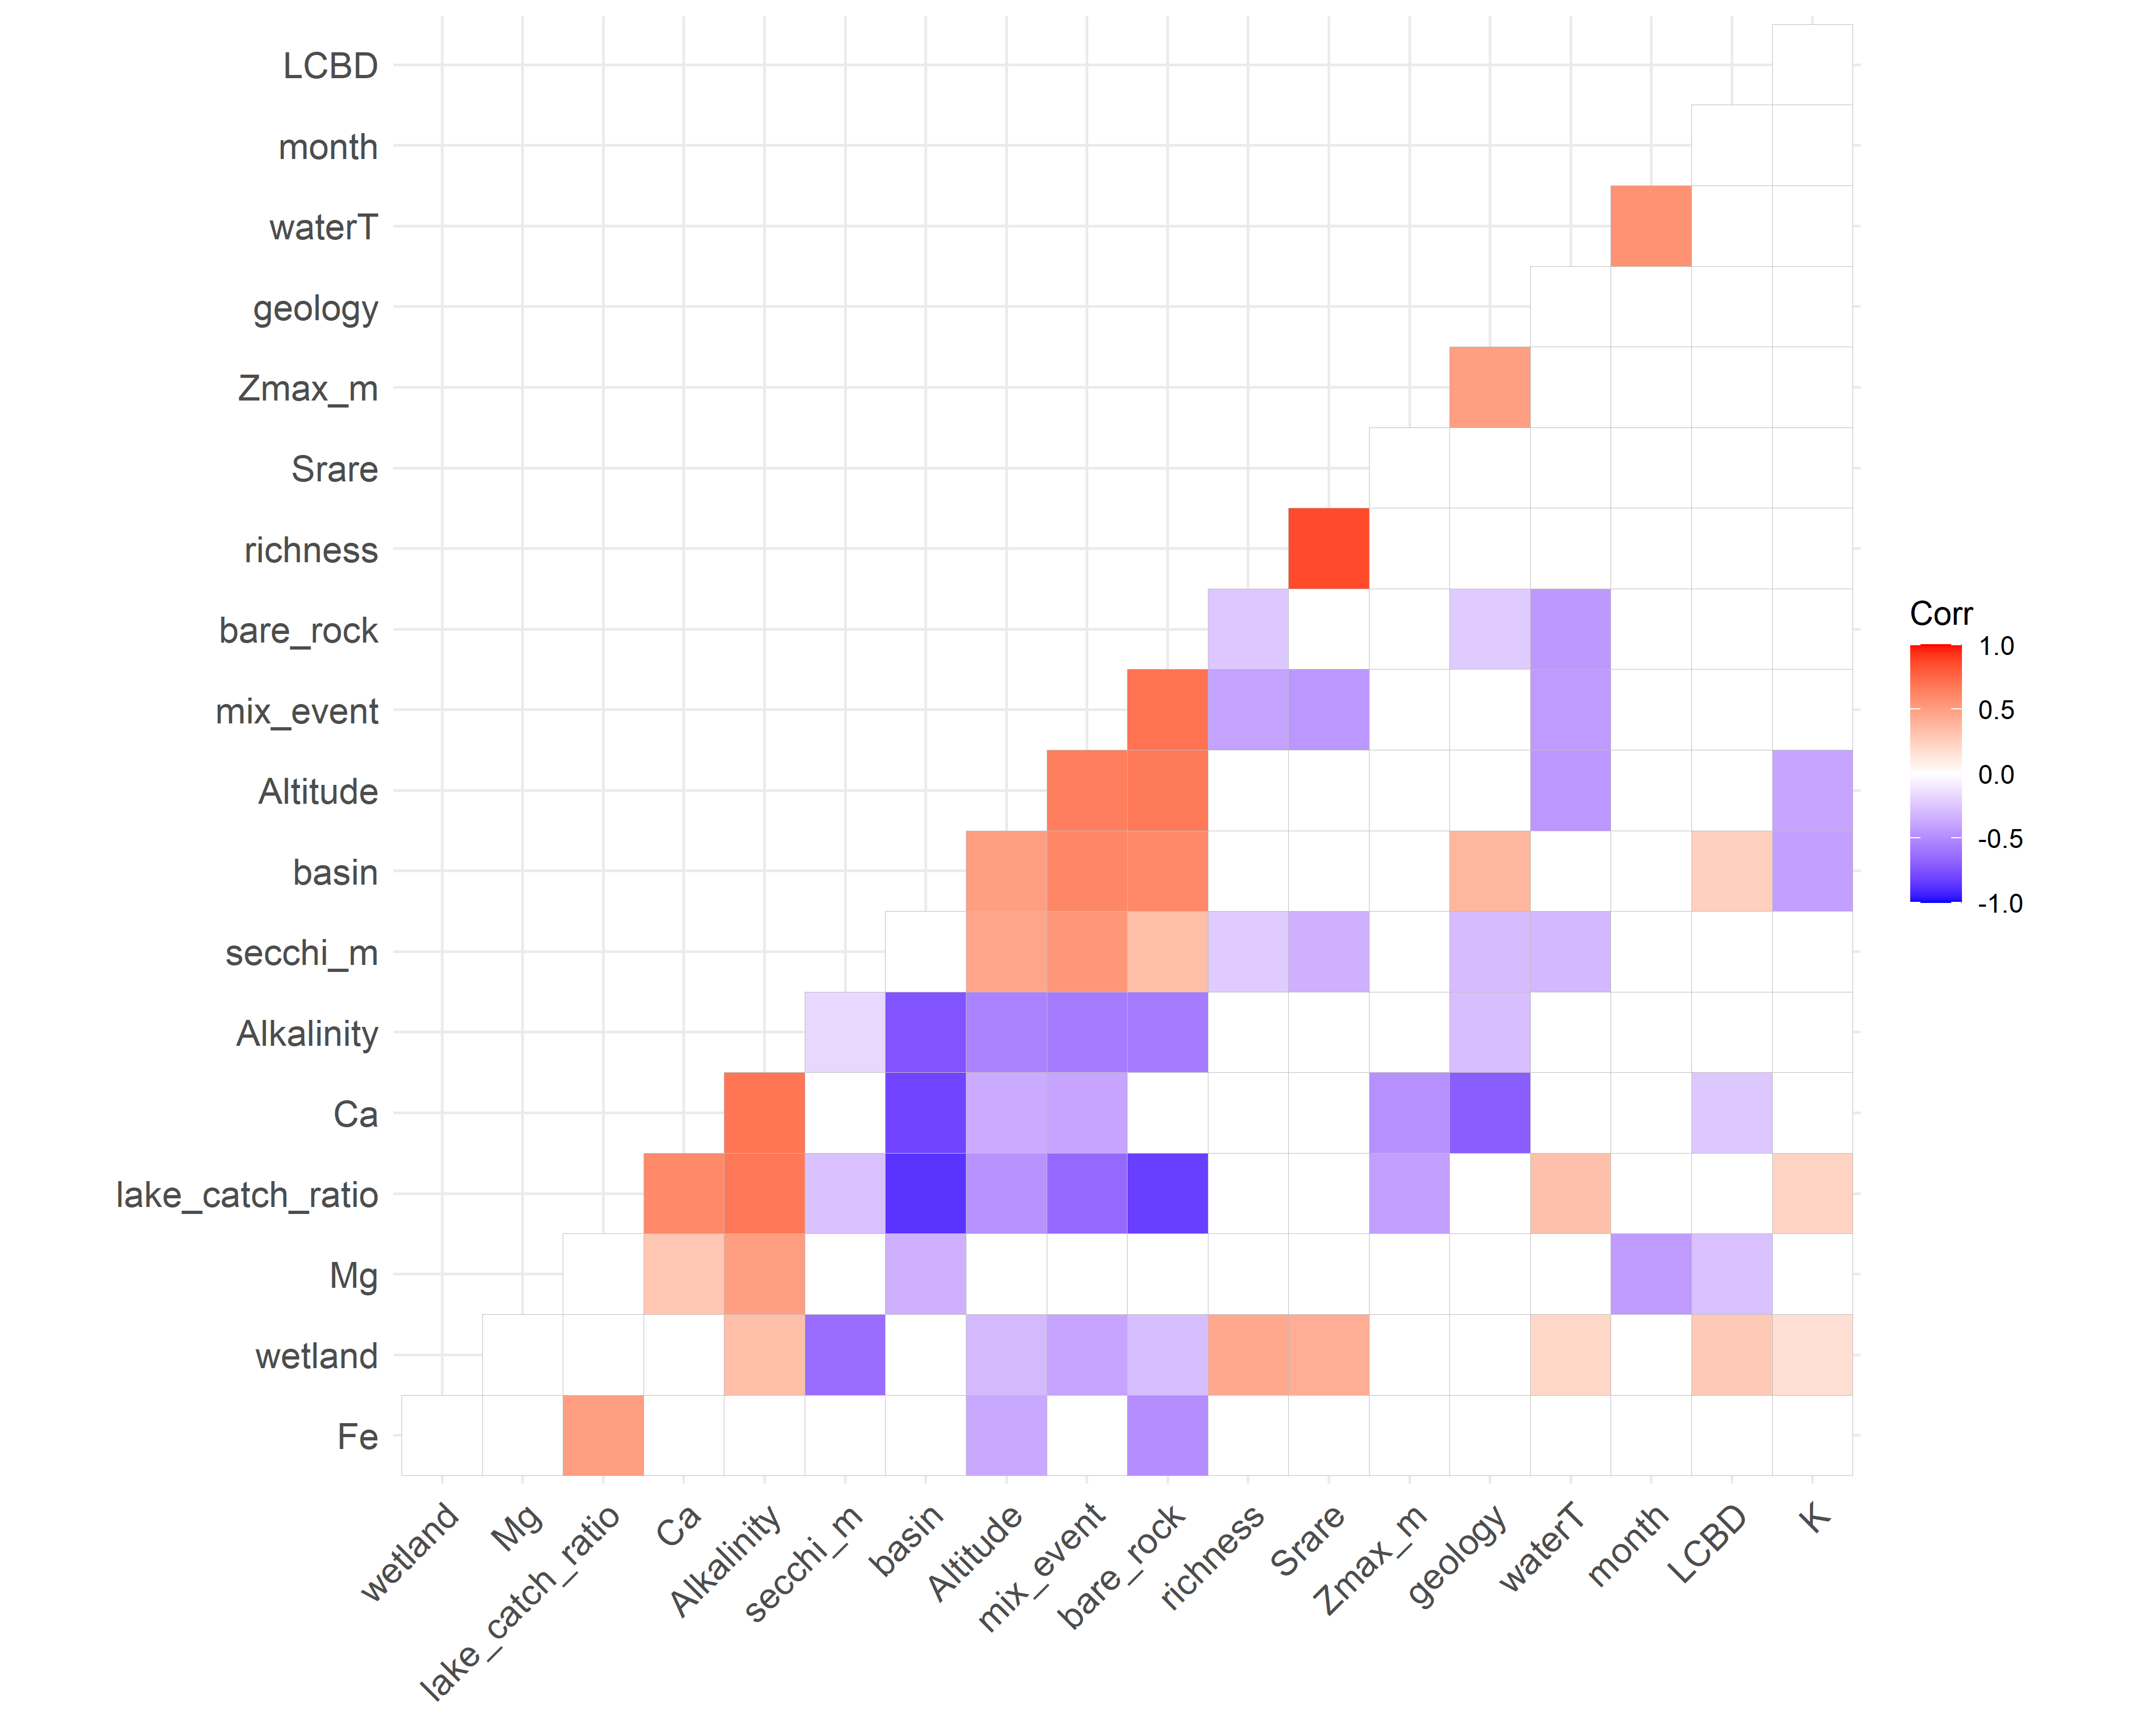 LCBD
month
waterT
geology
Zmax_m
Srare
richness
bare_rock
mix_event
Altitude
basin
secchi_m
Alkalinity
Ca
lake_catch_ratio
Mg
wetland
Fe
wetland
Mg
lake_catch_ratio
Ca
Alkalinity
secchi_m
basin
Altitude
mix_event
bare_rock
richness
Srare
Zmax_m
geology
waterT
month
LCBD
K
Corr
1.0
0.5
0.0
-0.5
-1.0